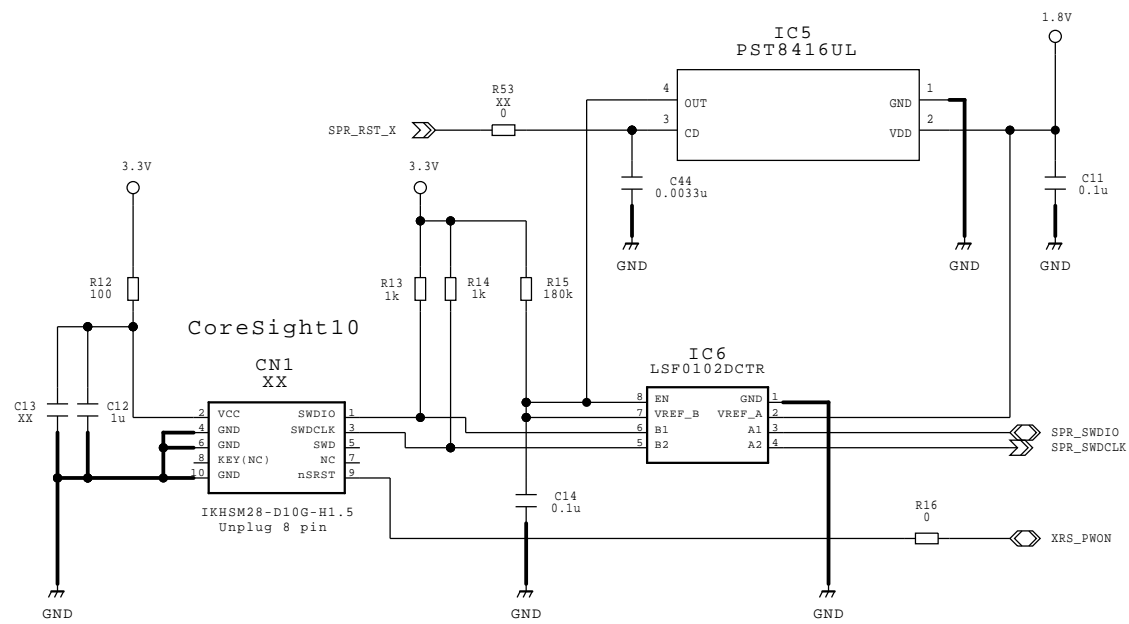 1.8V
IC5
PST8416UL
R53
XX
0
SPR_RST_X
4
OUT
3
CD
1
GND
2
VDD
C44
0.0033u
C11
0.1u
GND
GND
GND
3.3V
3.3V
R12
100
R13
1k
R14
1k
R15
180k
CoreSight10
CN1
XX
C13
XX
C12
1u
2 VCC SWDIO 1
4 GND SWDCLK 3
6 GND SWD 5
8 KEY(NC) NC 7
10 GND nSRST 9
IKHSM28-D10G-H1.5
Unplug 8 pin
IC6
LSF0102DCTR
8 EN GND 1
7 VREF_B VREF_A 2
6 B1 A1 3
5 B2 A2 4
SPR_SWDIO
SPR_SWDCLK
C14
0.1u
R16
0
XRS_PWON
GND
GND
GND